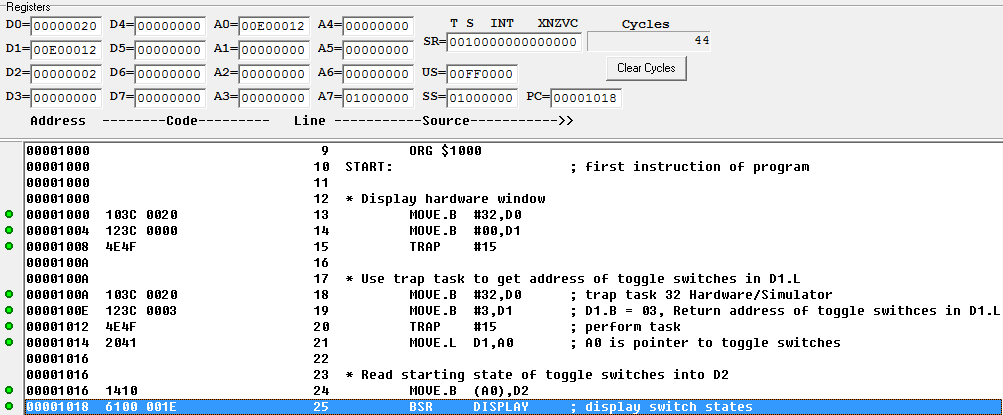 Registers
D0= 00000020 D4= 00000000 A0= 00E00012 A4= 00000000 T S INT XNZVC Cycles
D1= 00E00012 D5= 00000000 A1= 00000000 A5= 00000000 SR= 0010000000000000 44
D2= 00000002 D6= 00000000 A2= 00000000 A6= 00000000 US= 00FF0000 Clear Cycles
D3= 00000000 D7= 00000000 A3= 00000000 A7= 01000000 SS= 01000000 PC= 00001018
Address --------Code--------- Line -----------Source----------->>
00001000 9 ORG $1000
00001000 10 START: ; first instruction of program
00001000 11
00001000 12 * Display hardware window
00001000 103C 0020 13 MOVE.B #32,D0
00001004 123C 0000 14 MOVE.B #00,D1
00001008 4E4F 15 TRAP #15
0000100A 16
0000100A 17 * Use trap task to get address of toggle switches in D1.L
0000100A 103C 0020 18 MOVE.B #32,D0 ; trap task 32 Hardware/Simulator
0000100E 123C 0003 19 MOVE.B #3,D1 ; D1.B = 03, Return address of toggle swithces in D1.L
00001012 4E4F 20 TRAP #15 ; perform task
00001014 2041 21 MOVE.L D1,A0 ; A0 is pointer to toggle switches
00001016 22
00001016 23 * Read starting state of toggle switches into D2
00001016 1410 24 MOVE.B (A0),D2
00001018 6100 001E 25 BSR DISPLAY ; display switch states